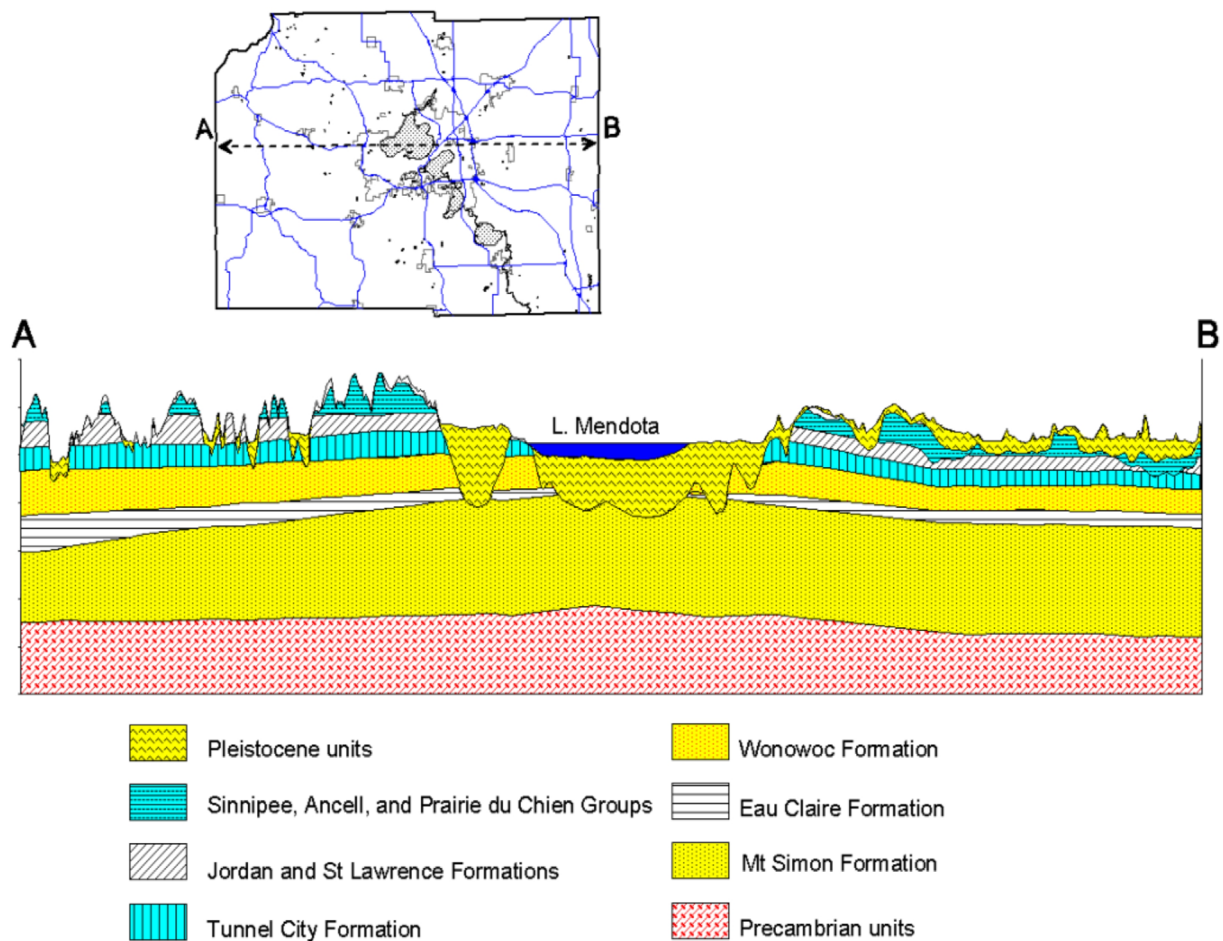 A
B
A
B
L. Mendota
Pleistocene units
Sinnipee, Ancell, and Prairie du Chien Groups
Jordan and St Lawrence Formations
Tunnel City Formation
Wonowoc Formation
Eau Claire Formation
Mt Simon Formation
Precambrian units